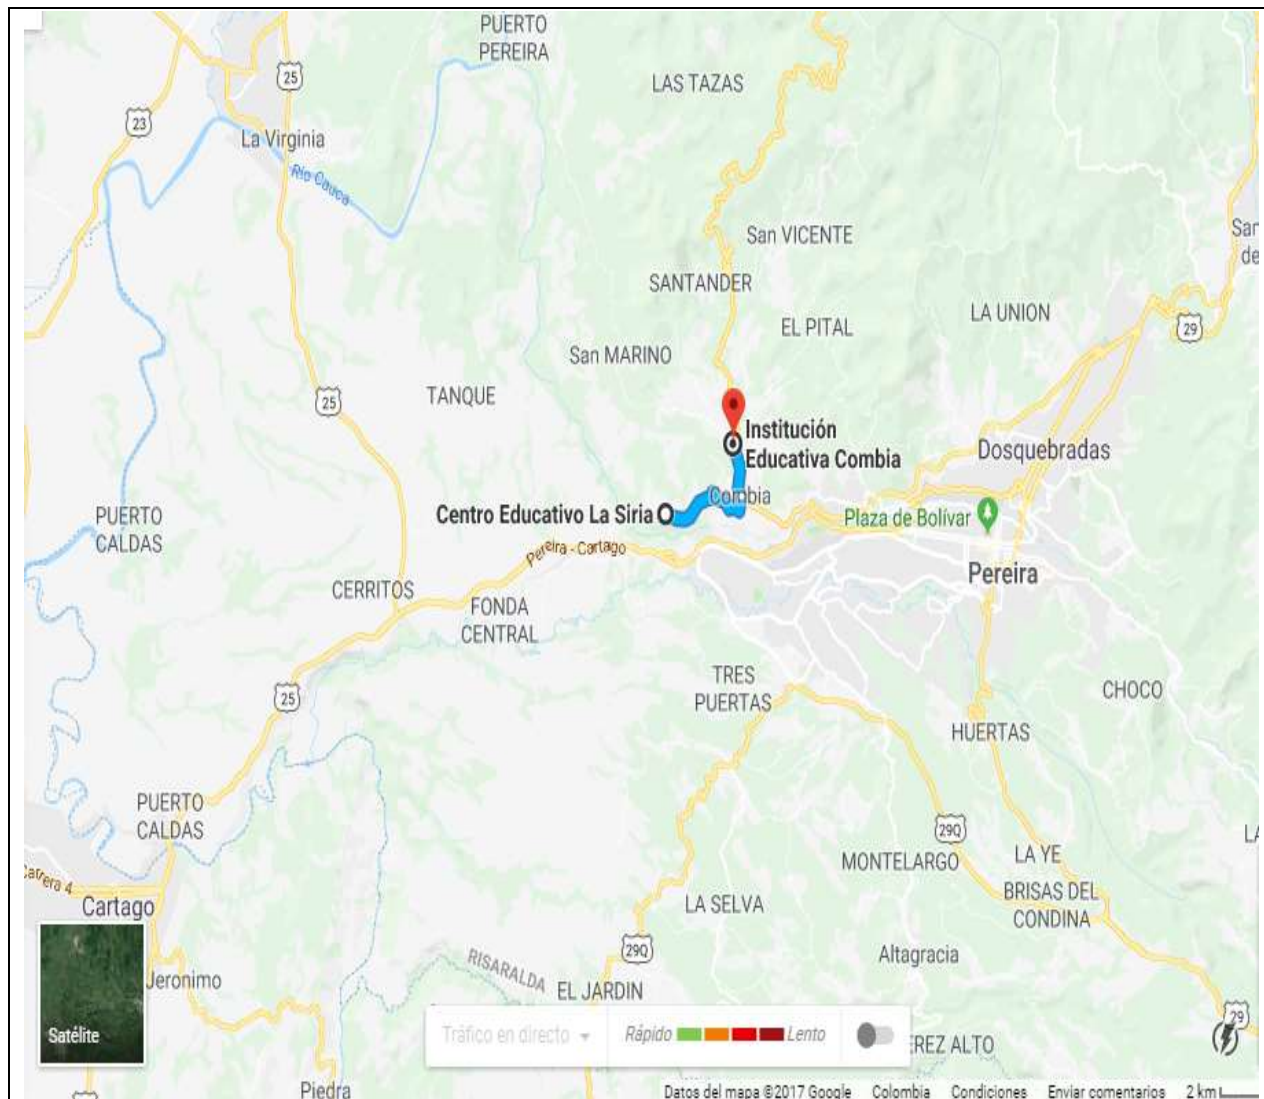 PUERTO
PEREIRA
LAS TAZAS
25
23
La Virginia
Río Cauca
San VICENTE
SANTANDER
LA UNION
EL PITAL
29
San MARINO
TANQUE
25
Institución
Educativa Combia
Dosquebradas
Combia
Centro Educativo La Siria
Plaza de Bolívar
PUERTO
CALDAS
Pereira - Cartago
Pereira
CERRITOS
FONDA
CENTRAL
TRES
PUERTAS
CHOCO
25
HUERTAS
PUERTO
CALDAS
29Q
MONTELARGO
LA YE
BRISAS DEL
CONDINA
LA SELVA
Cartago
29Q
Altagracia
RISARALDA
Jeronimo
EL JARDIN
29
Satélite
Tráfico en directo
Rápido
Lento
EREZ ALTO
Piedra
Datos del mapa ©2017 Google Colombia Condiciones Enviar comentarios 2 km